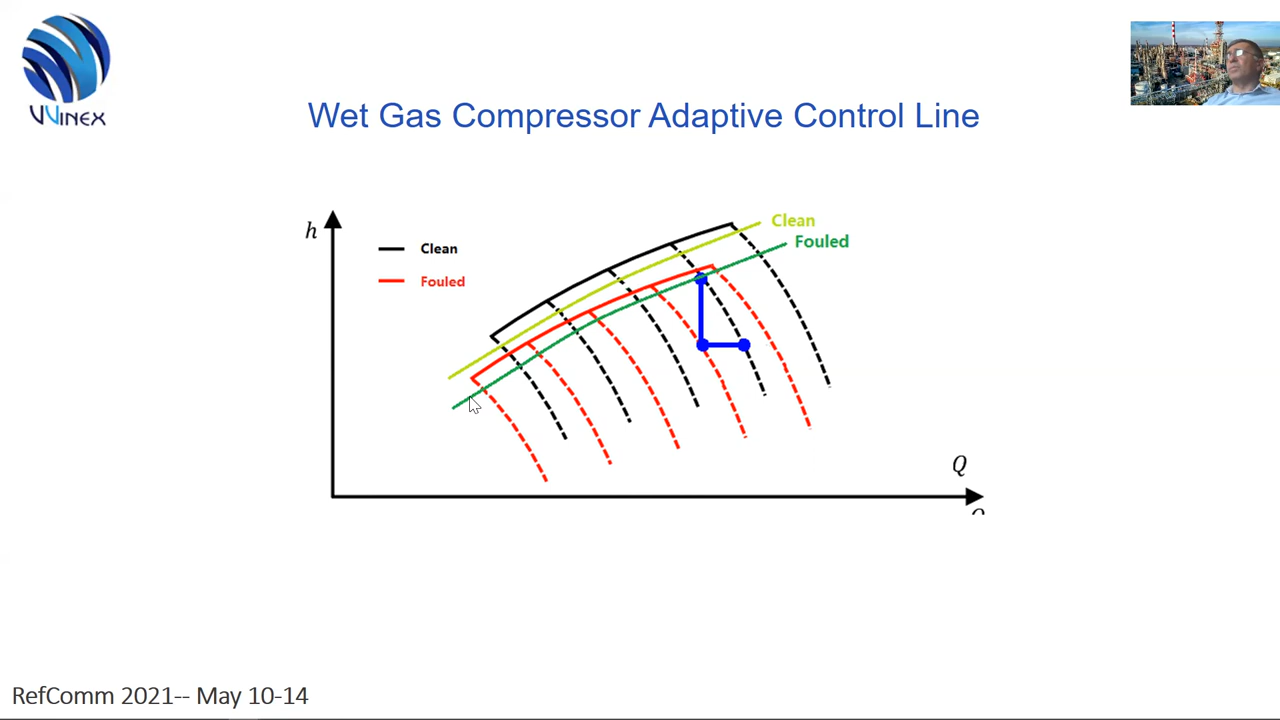 VVINEX
Wet Gas Compressor Adaptive Control Line
h
Clean
Fouled
Clean
Fouled
Q
RefComm 2021-- May 10-14